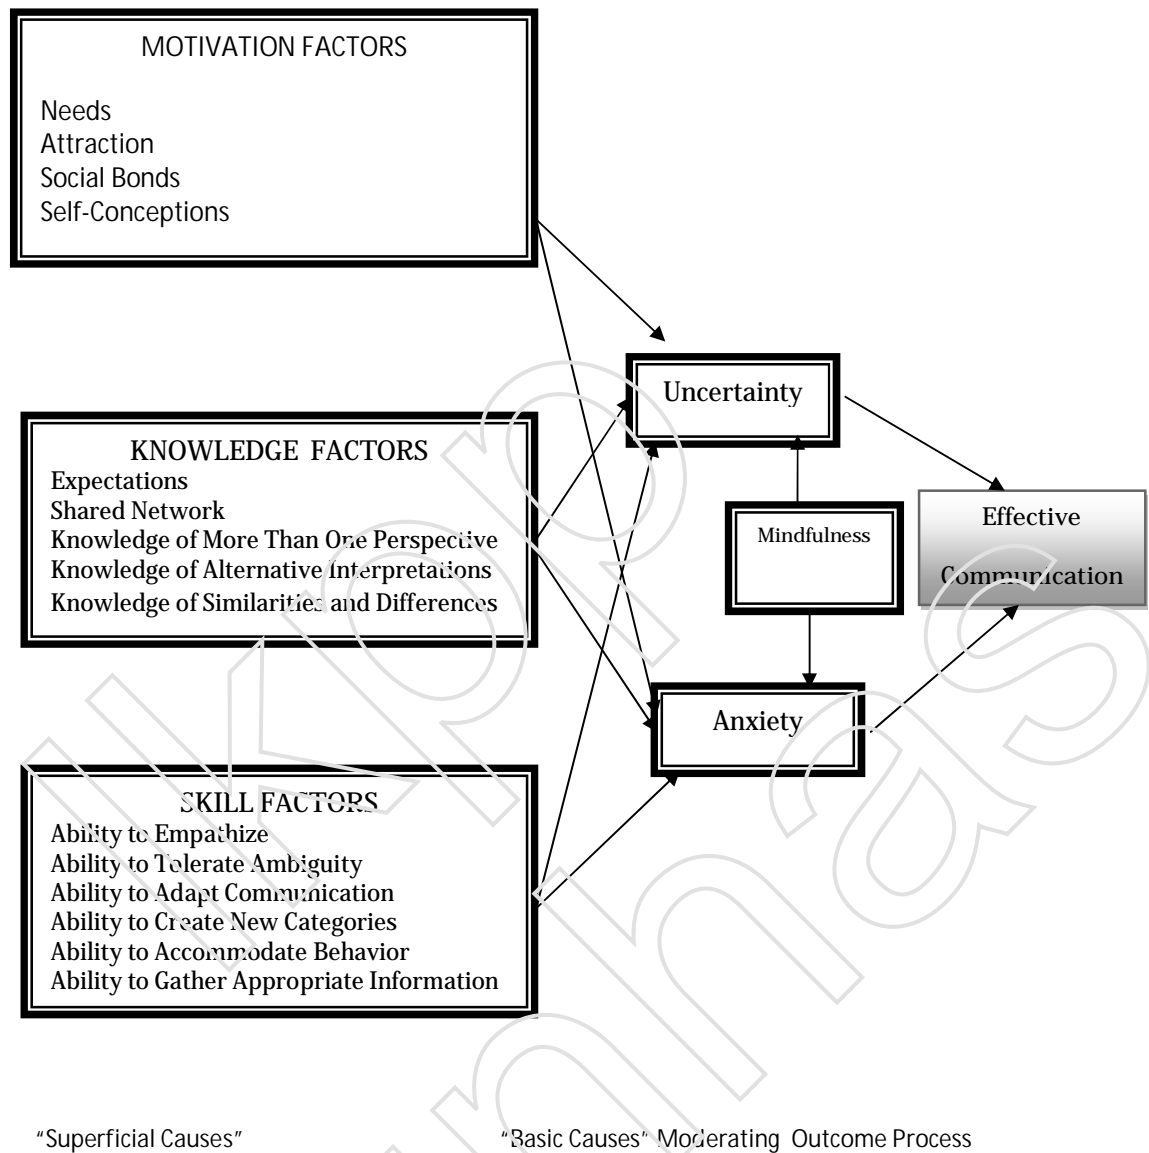 MOTIVATION FACTORS
Needs
Attraction
Social Bonds
Self-Conceptions
Uncertainty
KNOWLEDGE FACTORS
Expectations
Shared Network
Knowledge of More Than One Perspective
Knowledge of Alternative Interpretations
Knowledge of Similarities and Differences
Mindfulness
Effective
Communication
Anxiety
SKILL FACTORS
Ability to Empathize
Ability to Tolerate Ambiguity
Ability to Adapt Communication
Ability to Create New Categories
Ability to Accommodate Behavior
Ability to Gather Appropriate Information
"Superficial Causes" "Basic Causes" Moderating Outcome Process